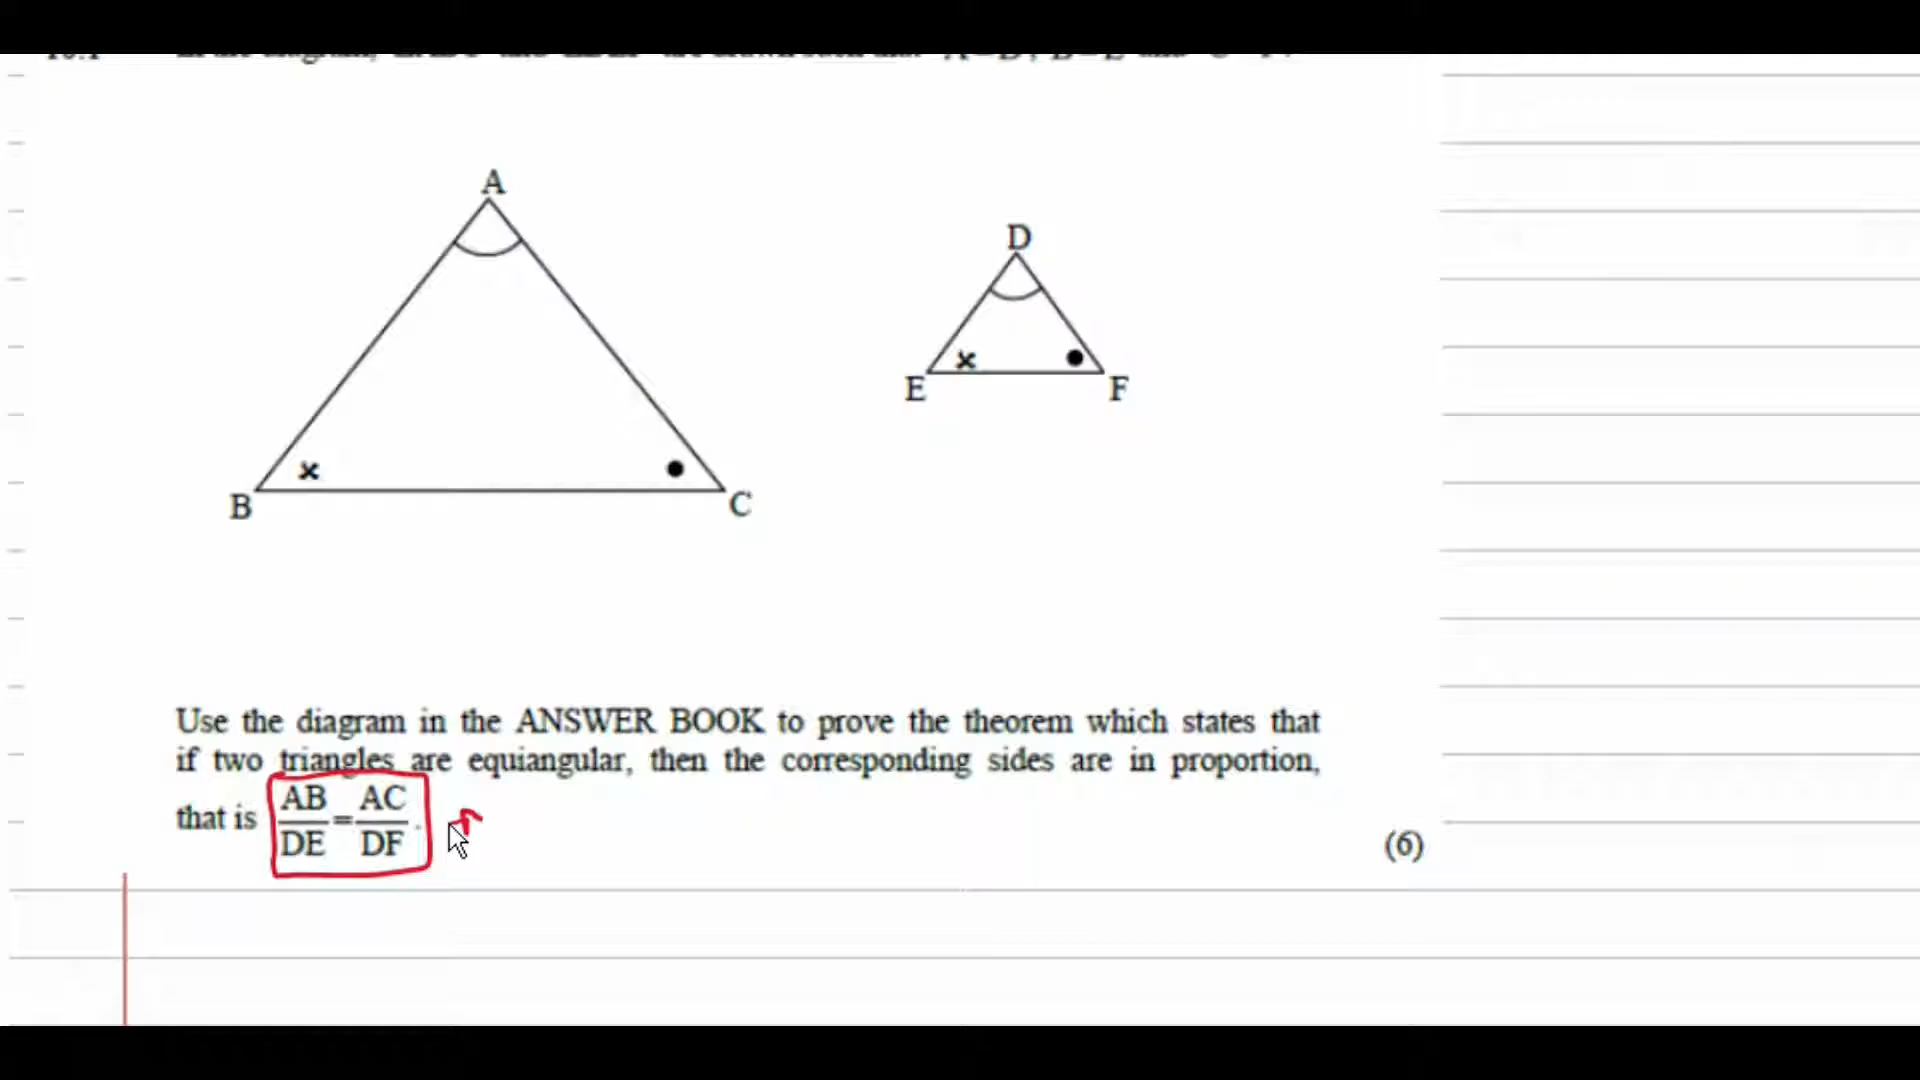 A
D
E
F
B
C
Use the diagram in the ANSWER BOOK to prove the theorem which states that
if two triangles are equiangular, then the corresponding sides are in proportion,
that is AB/DE = AC/DF.
(6)